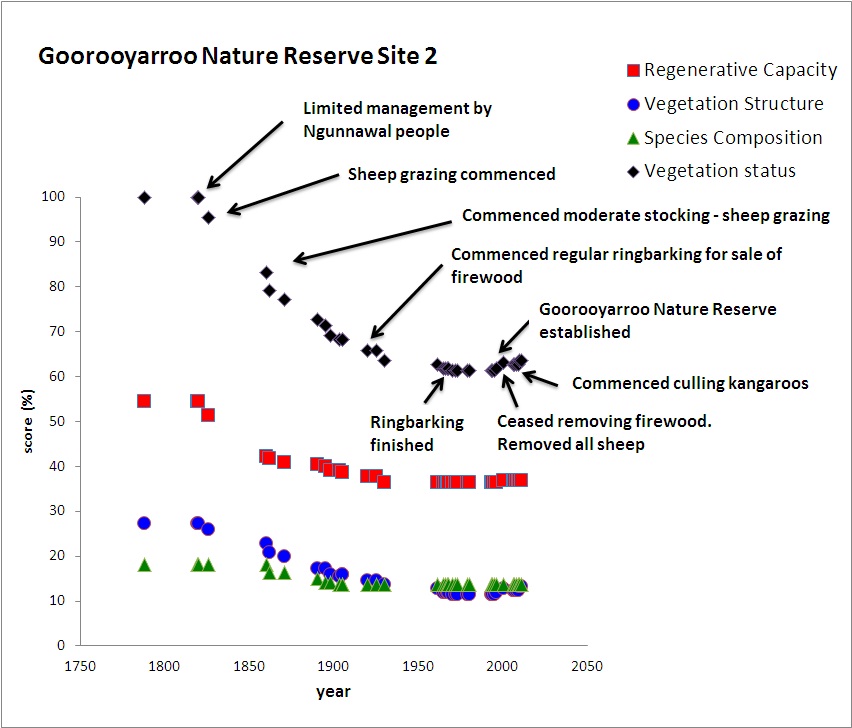 Goorooyarroo Nature Reserve Site 2
Regenerative Capacity
Vegetation Structure
Species Composition
Vegetation status
Limited management by
Ngunnawal people
Sheep grazing commenced
Commenced moderate stocking - sheep grazing
Commenced regular ringbarking for sale of
firewood
Goorooyarroo Nature Reserve
established
Commenced culling kangaroos
Ringbarking
finished
Ceased removing firewood.
Removed all sheep
score (%)
100
90
80
70
60
50
40
30
20
10
0
1750
1800
1850
1900
1950
2000
2050
year